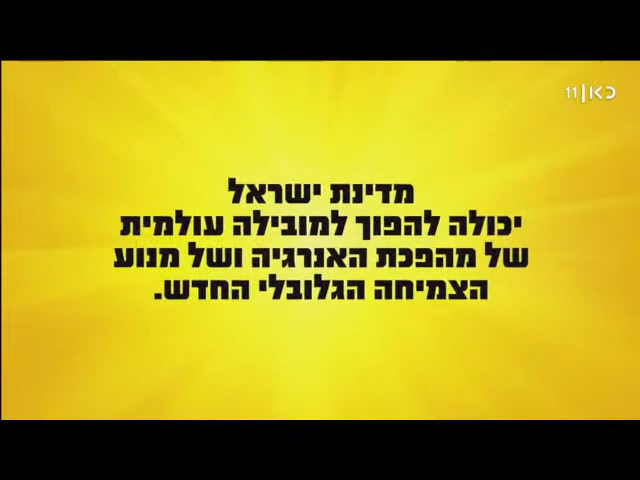 כאן 11
מדינת ישראל
יכולה להפוך למובילה עולמית
של מהפכת האנרגיה ושל מנוע
הצמיחה הגלובלי החדש.